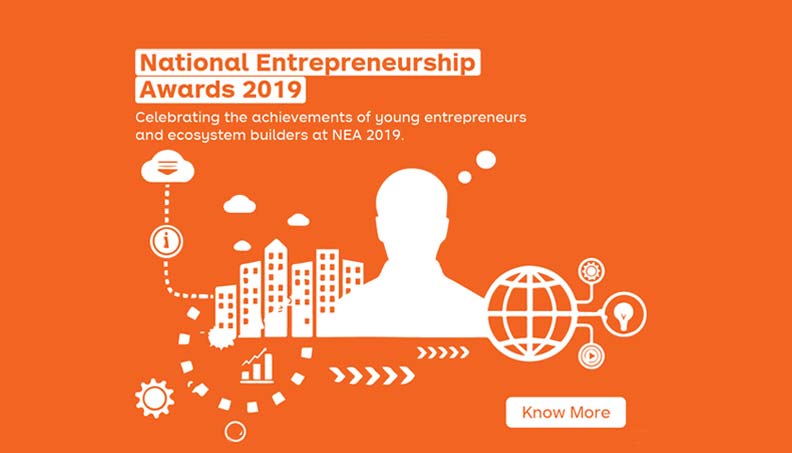 National Entrepreneurship
Awards 2019
Celebrating the achievements of young entrepreneurs
and ecosystem builders at NEA 2019.
i
Know More